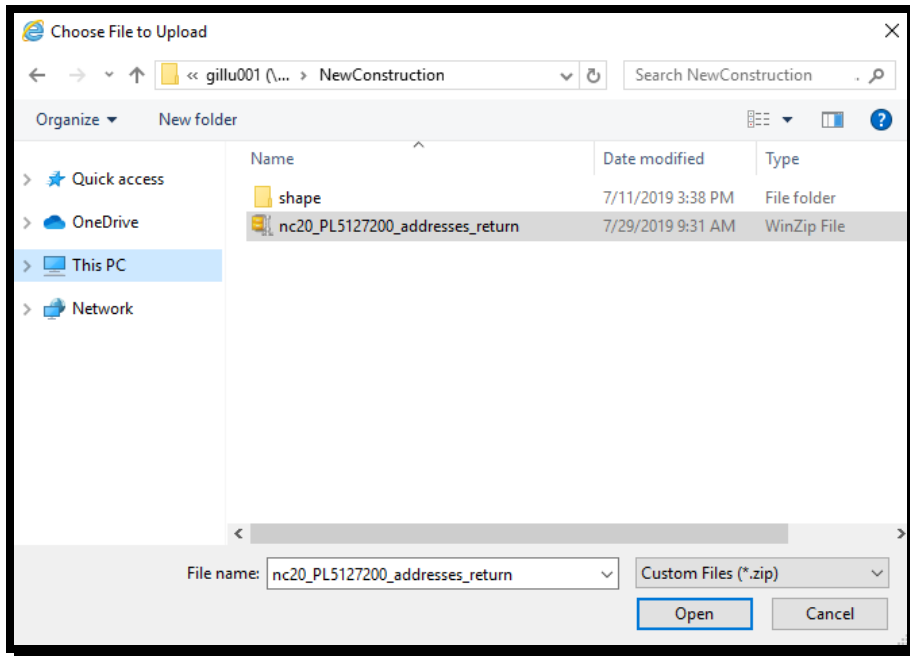 Choose File to Upload
« gillu001 (\... > NewConstruction
Search NewConstruction
Organize
New folder
Name
Date modified
Type
Quick access
OneDrive
This PC
Network
shape
7/11/2019 3:38 PM
File folder
nc20_PL5127200_addresses_return
7/29/2019 9:31 AM
WinZip File
File name:
nc20_PL5127200_addresses_return
Custom Files (*.zip)
Open
Cancel